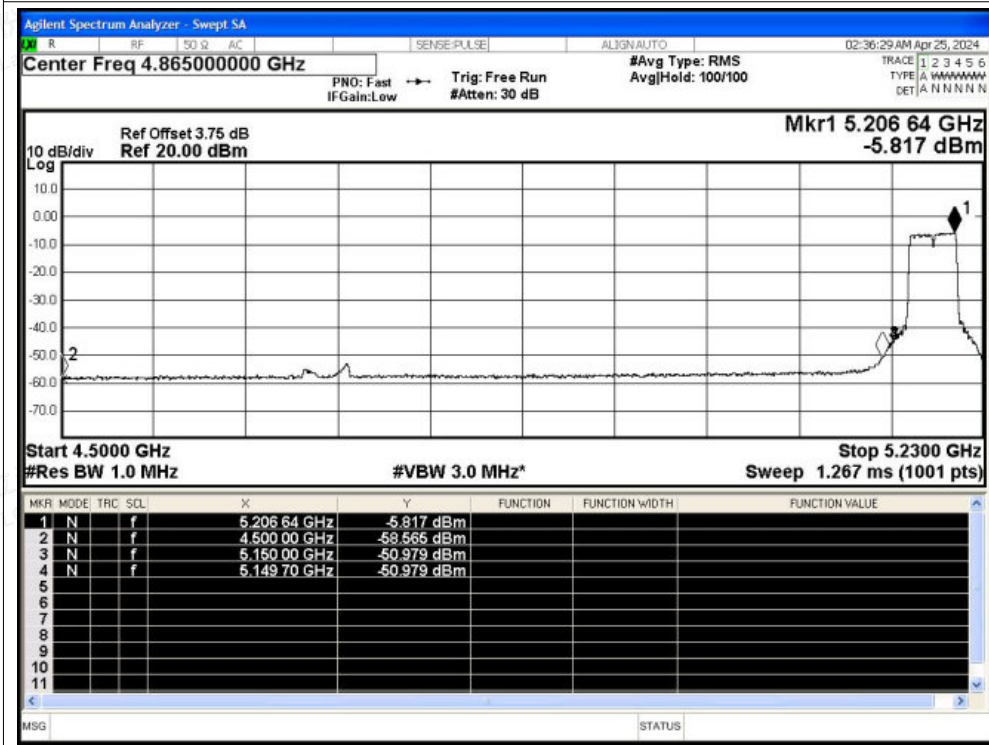 Agilent Spectrum Analyzer - Swept SA
LXI R RF 50 Ω AC SENSE:PULSE ALIGNAUTO 02:36:29 AM Apr 25, 2024
Center Freq 4.865000000 GHz PNO: Fast Trig: Free Run #Avg Type: RMS TRACE 1 2 3 4 5 6
IFGain:Low #Atten: 30 dB Avg|Hold: 100/100 TYPE A WWWWW
DET A N N N N N
Ref Offset 3.75 dB Mkr1 5.206 64 GHz
10 dB/div Ref 20.00 dBm -5.817 dBm
Log
10.0
0.00
-10.0
-20.0
-30.0
-40.0
-50.0
-60.0
-70.0
1
2
Start 4.5000 GHz Stop 5.2300 GHz
#Res BW 1.0 MHz #VBW 3.0 MHz* Sweep 1.267 ms (1001 pts)
MKR MODE TRC SCL X Y FUNCTION FUNCTION WIDTH FUNCTION VALUE
1 N f 5.206 64 GHz -5.817 dBm
2 N f 4.500 00 GHz -58.565 dBm
3 N f 5.150 00 GHz -50.979 dBm
4 N f 5.149 70 GHz -50.979 dBm
5
6
7
8
9
10
11
MSG STATUS